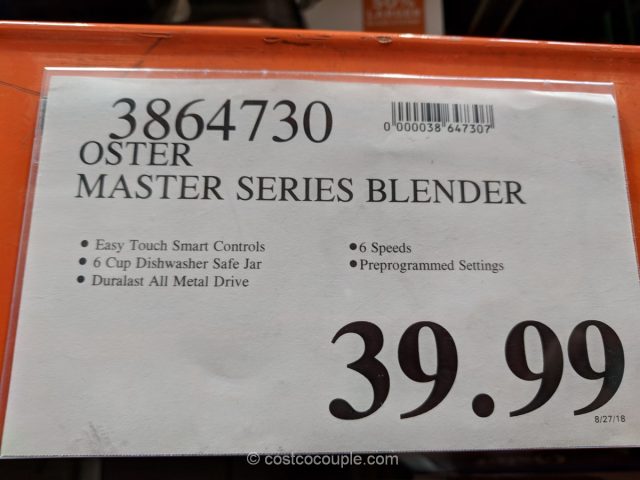 3864730
0 000038 647307
OSTER
MASTER SERIES BLENDER
• Easy Touch Smart Controls
• 6 Cup Dishwasher Safe Jar
• Duralast All Metal Drive
• 6 Speeds
• Preprogrammed Settings
39.99
8/27/18
© costcocouple.com